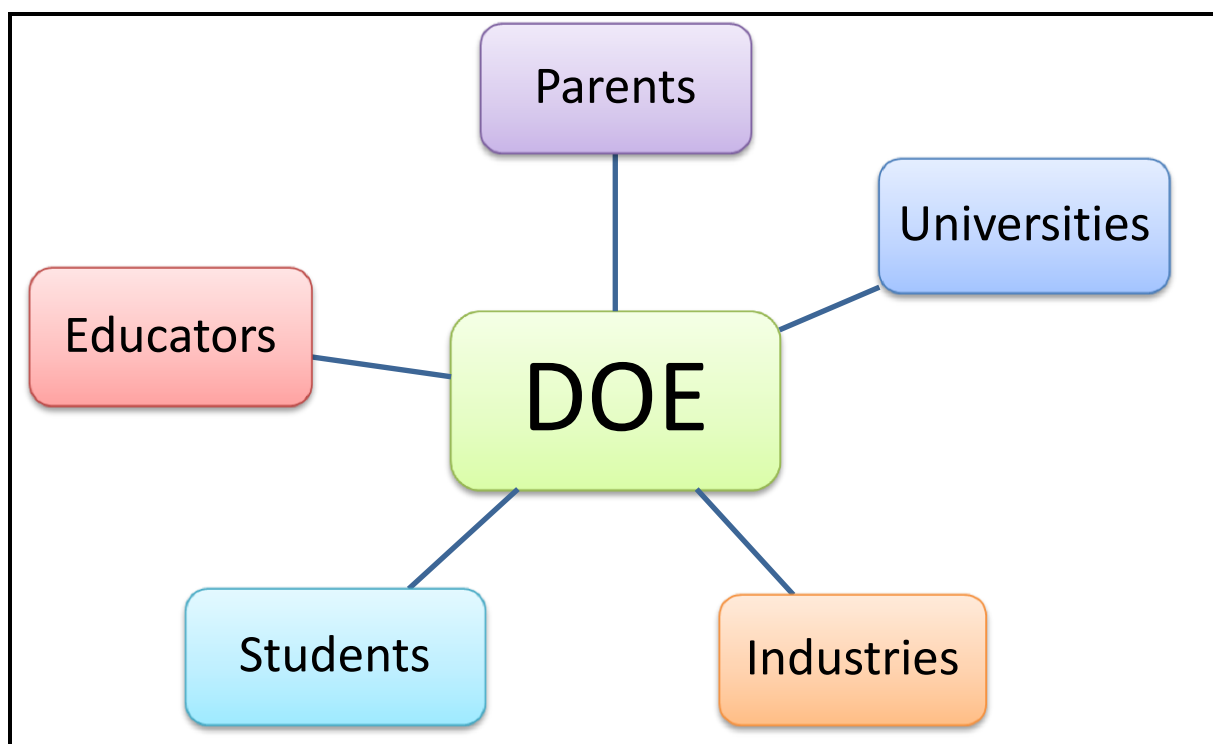 Parents
Universities
Educators
DOE
Students
Industries